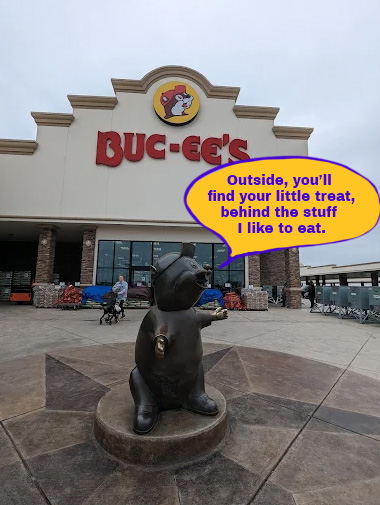 BUC-EE'S
Outside, you'll
find your little treat,
behind the stuff
I like to eat.